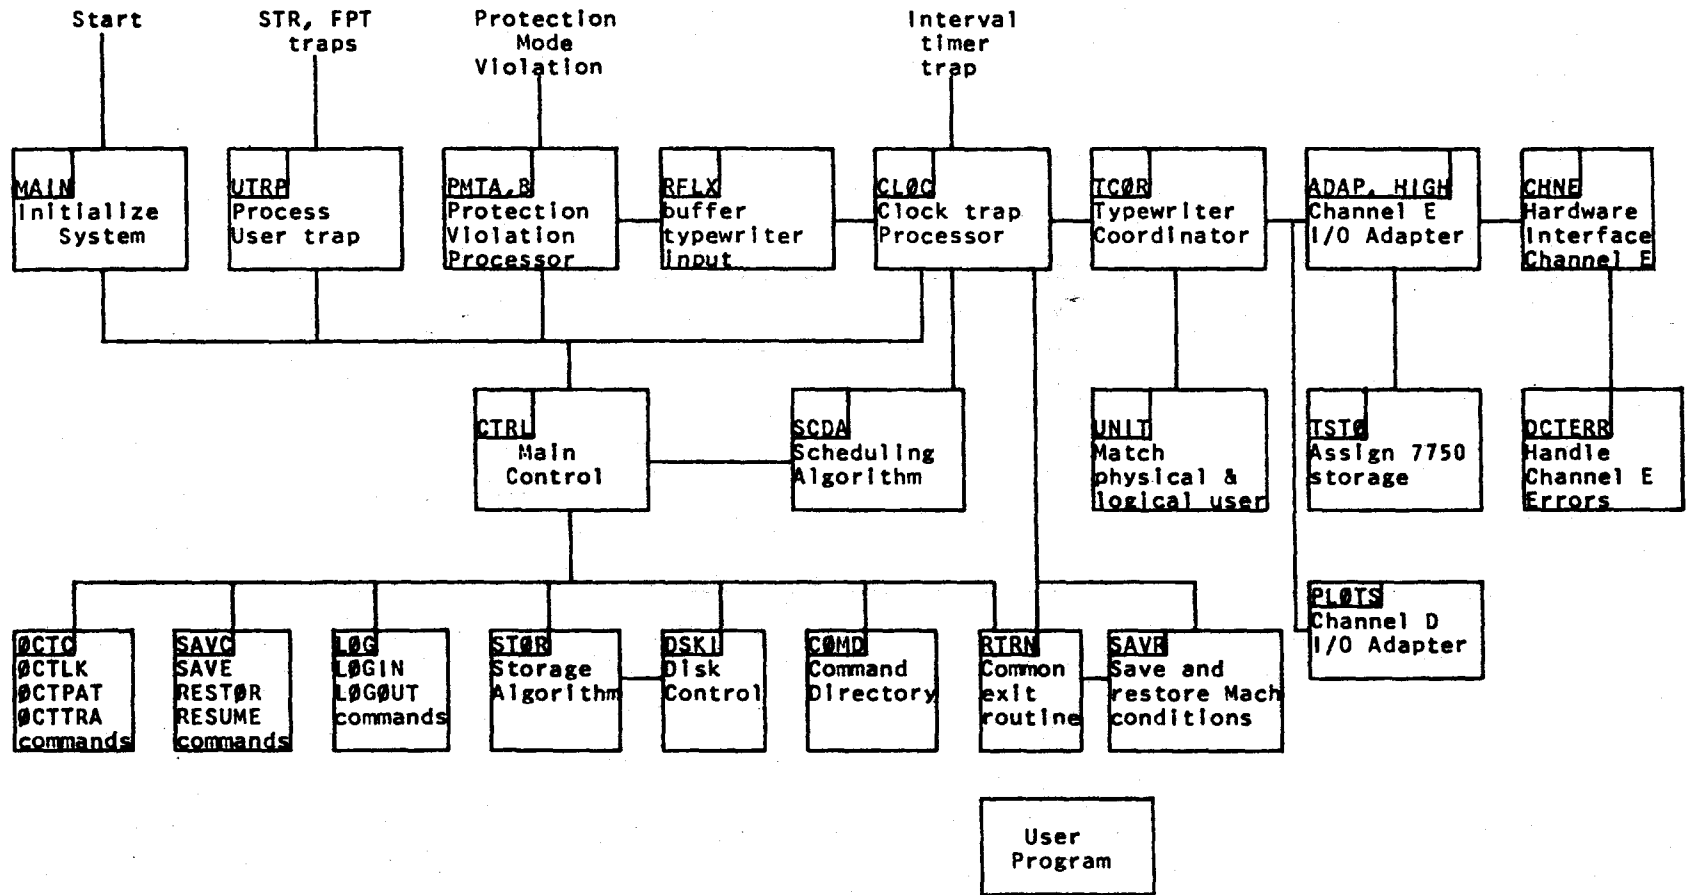 Start
STR, FPT
traps
Protection
Mode
Violation
Interval
timer
trap
MAIN
Initialize
System
UTRP
Process
User trap
PMTA,B
Protection
Violation
Processor
RFLX
buffer
typewriter
input
CLØC
Clock trap
Processor
TCØR
Typewriter
Coordinator
ADAP, HIGH
Channel E
I/O Adapter
CHNE
Hardware
Interface
Channel E
CTRL
Main
Control
SCDA
Scheduling
Algorithm
UNIT
Match
physical &
logical user
TSTØ
Assign 7750
storage
DCTERR
Handle
Channel E
Errors
PLØTS
Channel D
I/O Adapter
ØCTC
ØCTLK
ØCTPAT
ØCTTRA
commands
SAVC
SAVE
RESTØR
RESUME
commands
LØG
LØGIN
LØGØUT
commands
STØR
Storage
Algorithm
DSKI
Disk
Control
CØMD
Command
Directory
RTRN
Common
exit
routine
SAVR
Save and
restore Mach
conditions
User
Program